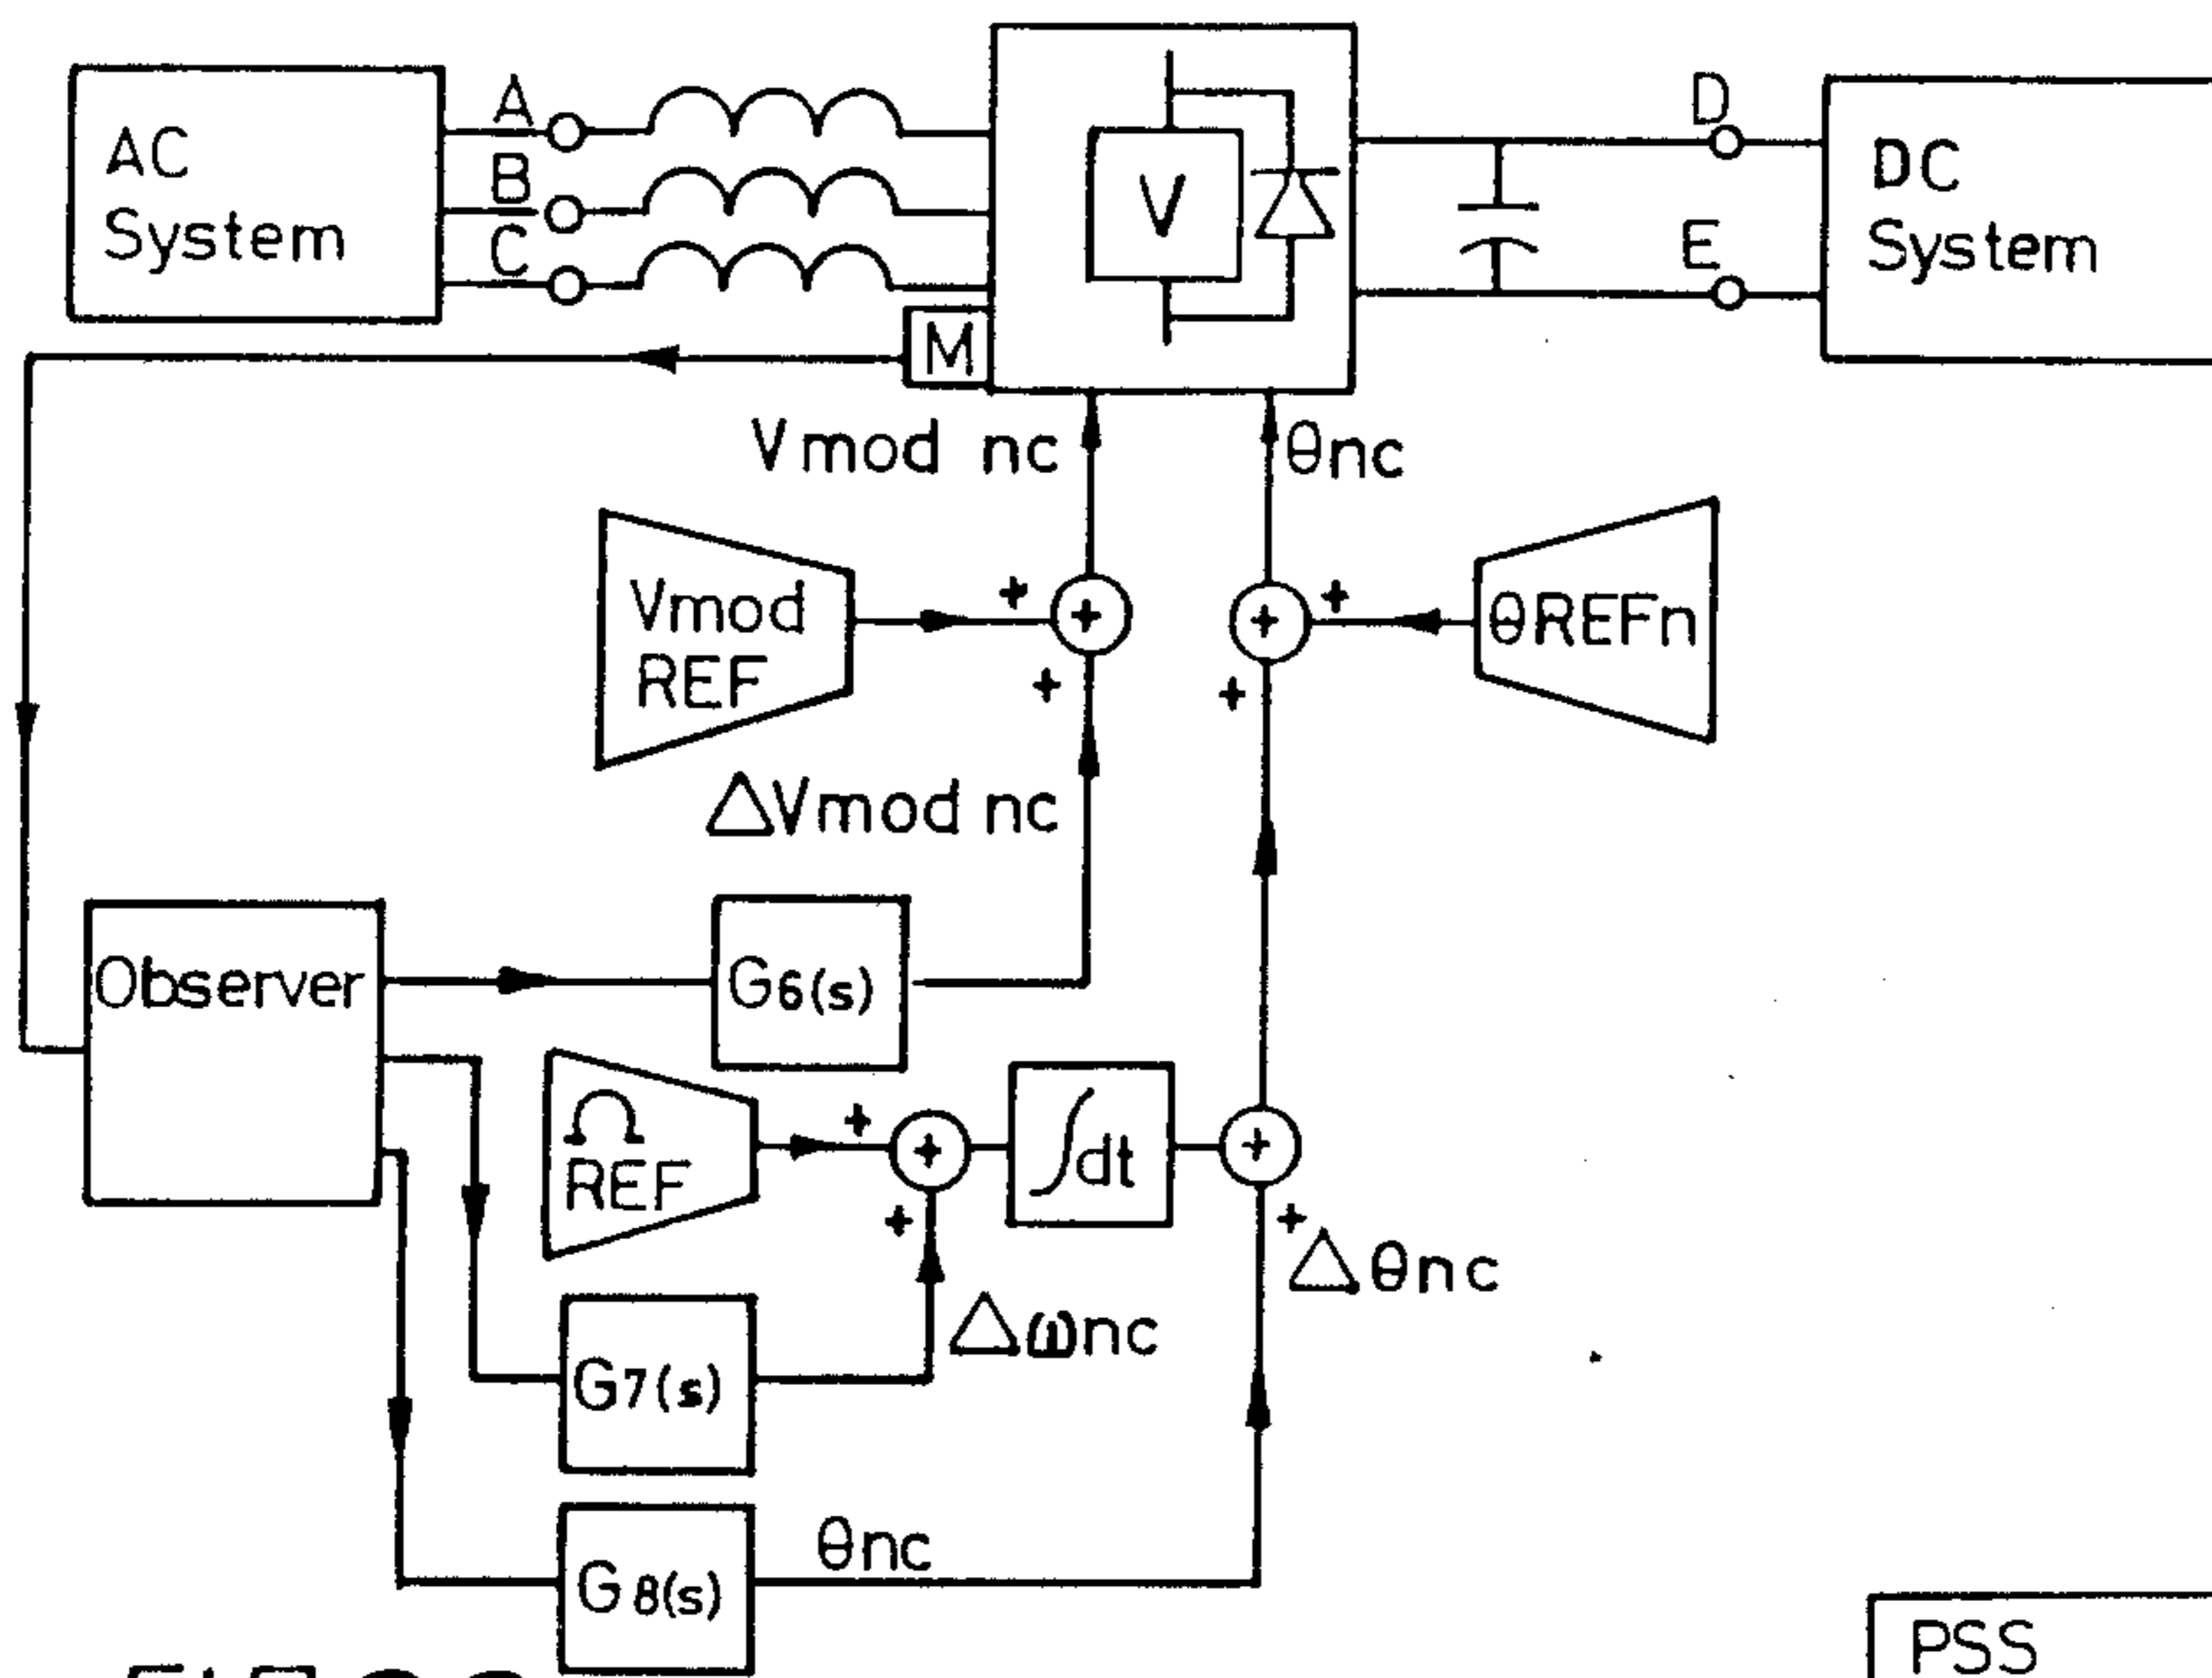 AC
System
A
B
C
M
V
D
E
DC
System
Vmod nc
θnc
Vmod
REF
+
+
+
+
+
+
θREFn
ΔVmod nc
Observer
G6(s)
Ω
REF
+
+
+
∫dt
+
+
Δθnc
Δωnc
G7(s)
θnc
G8(s)
PSS